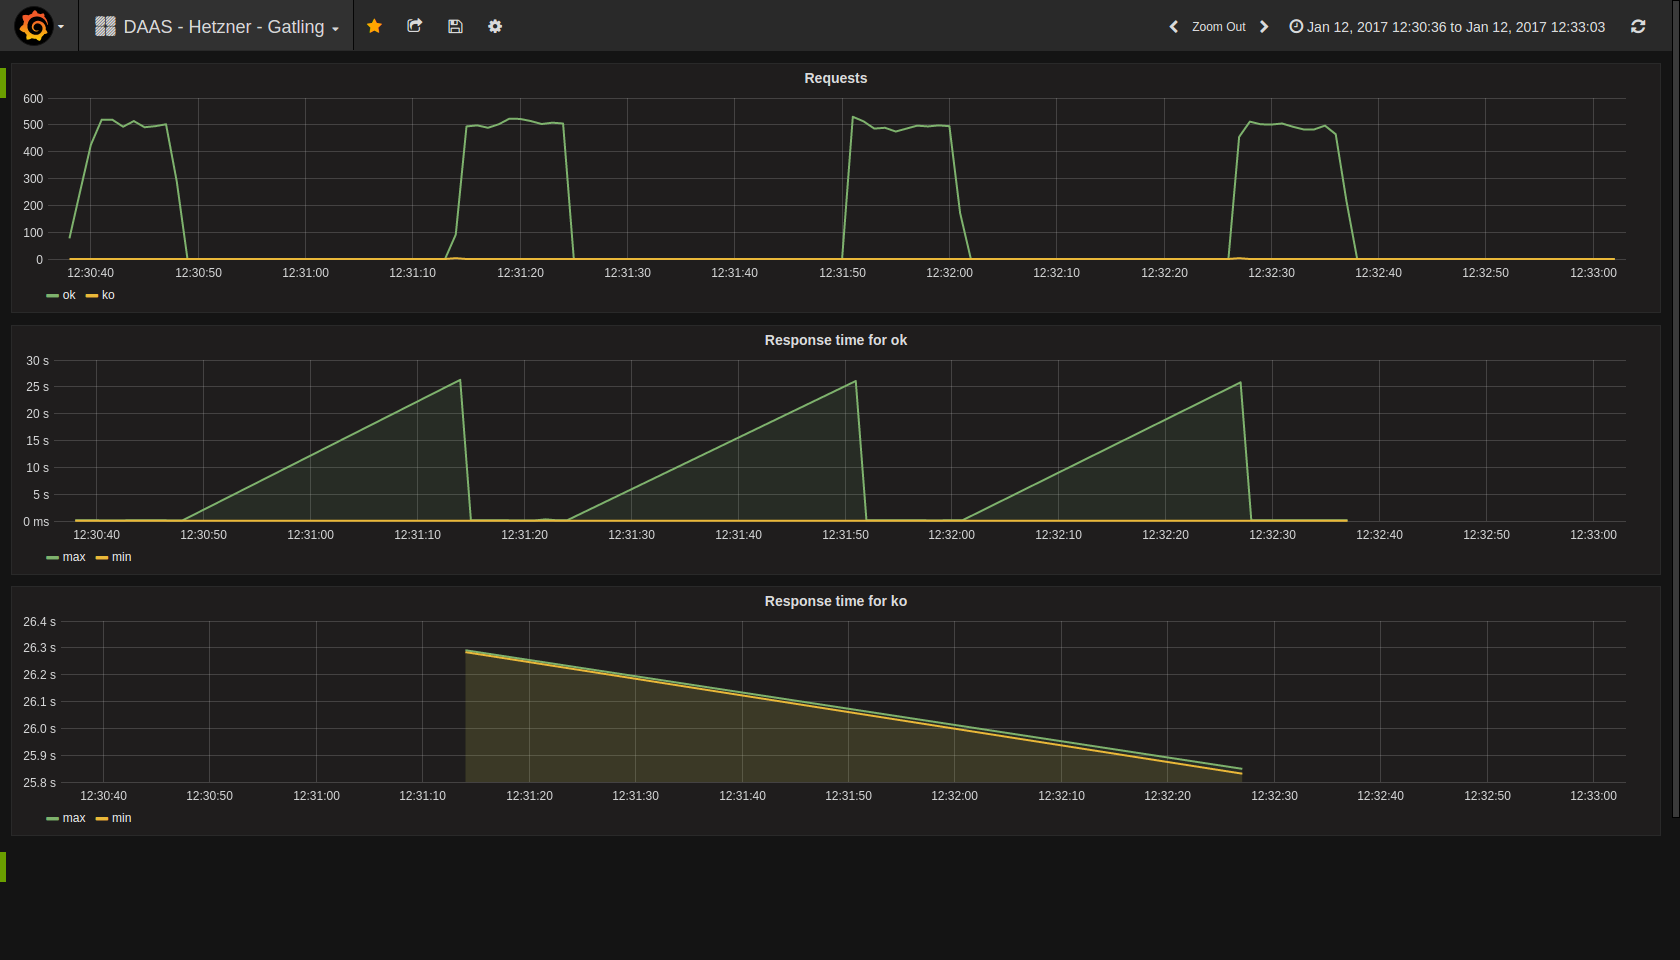 DAAS - Hetzner - Gatling
Zoom Out
Jan 12, 2017 12:30:36 to Jan 12, 2017 12:33:03
Requests
600
500
400
300
200
100
0
12:30:40 12:30:50 12:31:00 12:31:10 12:31:20 12:31:30 12:31:40 12:31:50 12:32:00 12:32:10 12:32:20 12:32:30 12:32:40 12:32:50 12:33:00
ok ko
Response time for ok
30 s
25 s
20 s
15 s
10 s
5 s
0 ms
12:30:40 12:30:50 12:31:00 12:31:10 12:31:20 12:31:30 12:31:40 12:31:50 12:32:00 12:32:10 12:32:20 12:32:30 12:32:40 12:32:50 12:33:00
max min
Response time for ko
26.4 s
26.3 s
26.2 s
26.1 s
26.0 s
25.9 s
25.8 s
12:30:40 12:30:50 12:31:00 12:31:10 12:31:20 12:31:30 12:31:40 12:31:50 12:32:00 12:32:10 12:32:20 12:32:30 12:32:40 12:32:50 12:33:00
max min